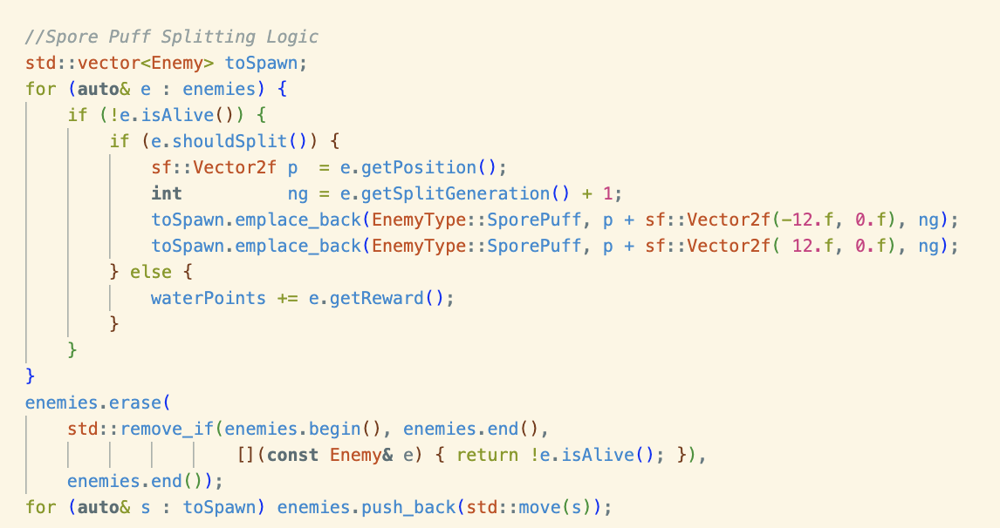 //Spore Puff Splitting Logic
std::vector<Enemy> toSpawn;
for (auto& e : enemies) {
    if (!e.isAlive()) {
        if (e.shouldSplit()) {
            sf::Vector2f p  = e.getPosition();
            int          ng = e.getSplitGeneration() + 1;
            toSpawn.emplace_back(EnemyType::SporePuff, p + sf::Vector2f(-12.f, 0.f), ng);
            toSpawn.emplace_back(EnemyType::SporePuff, p + sf::Vector2f( 12.f, 0.f), ng);
        } else {
            waterPoints += e.getReward();
        }
    }
}
enemies.erase(
    std::remove_if(enemies.begin(), enemies.end(),
                    [](const Enemy& e) { return !e.isAlive(); }),
    enemies.end());
for (auto& s : toSpawn) enemies.push_back(std::move(s));